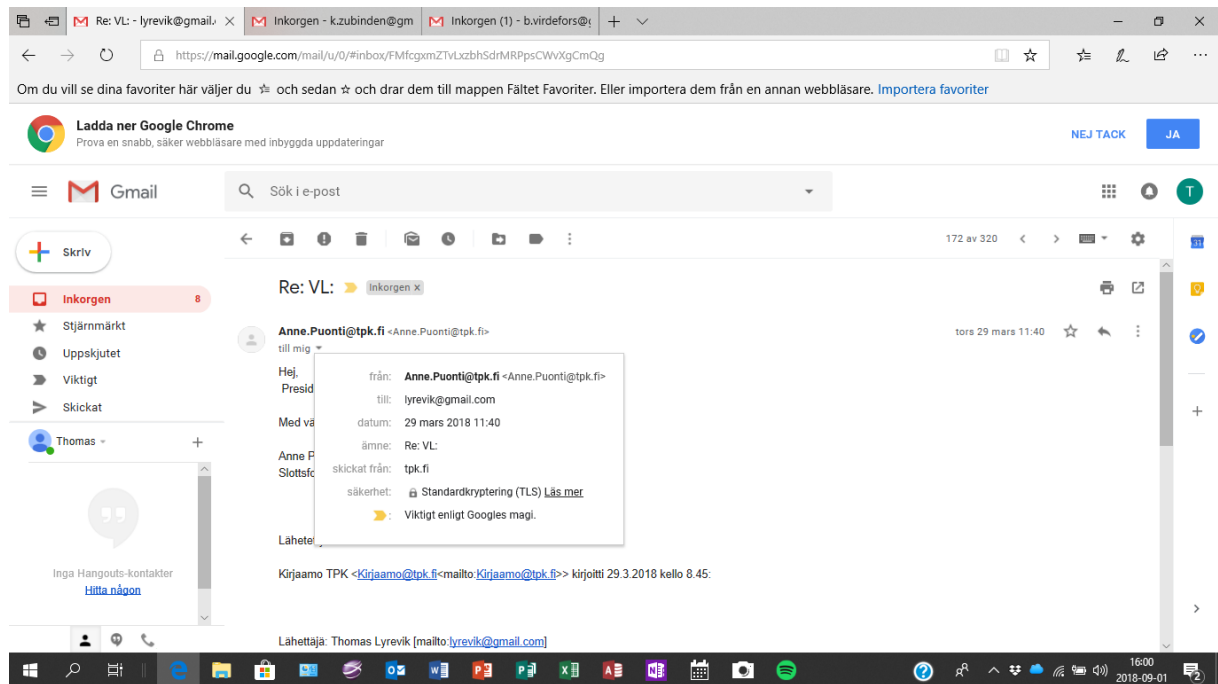 Re: VL: - lyrevik@gmail.
Inkorgen - k.zubinden@gm
Inkorgen (1) - b.virdefors@g
https://mail.google.com/mail/u/0/#inbox/FMfcgxmZTvLxzbhSdrMRPpsCWvXgCmQg
Om du vill se dina favoriter här väljer du och sedan och drar dem till mappen Fältet Favoriter. Eller importera dem från en annan webbläsare. Importera favoriter
Ladda ner Google Chrome
Prova en snabb, säker webbläsare med inbyggda uppdateringar
NEJ TACK
JA
Gmail
Sök i e-post
T
Skriv
172 av 320
31
Re: VL:
Inkorgen x
Inkorgen 8
Stjärnmärkt
Uppskjutet
Viktigt
Skickat
Anne.Puonti@tpk.fi <Anne.Puonti@tpk.fi>
tors 29 mars 11:40
till mig
Hej,
Presid
Med vä
Anne P
Slottsfo
från: Anne.Puonti@tpk.fi <Anne.Puonti@tpk.fi>
till: lyrevik@gmail.com
datum: 29 mars 2018 11:40
ämne: Re: VL:
skickat från: tpk.fi
säkerhet: Standardkryptering (TLS) Läs mer
: Viktigt enligt Googles magi.
Thomas
Inga Hangouts-kontakter
Hitta någon
Kirjaamo TPK <Kirjaamo@tpk.fi<mailto:Kirjaamo@tpk.fi>> kirjoitti 29.3.2018 kello 8.45:
Lähettäjä: Thomas Lyrevik [mailto:lyrevik@gmail.com]
16:00
2018-09-01
2